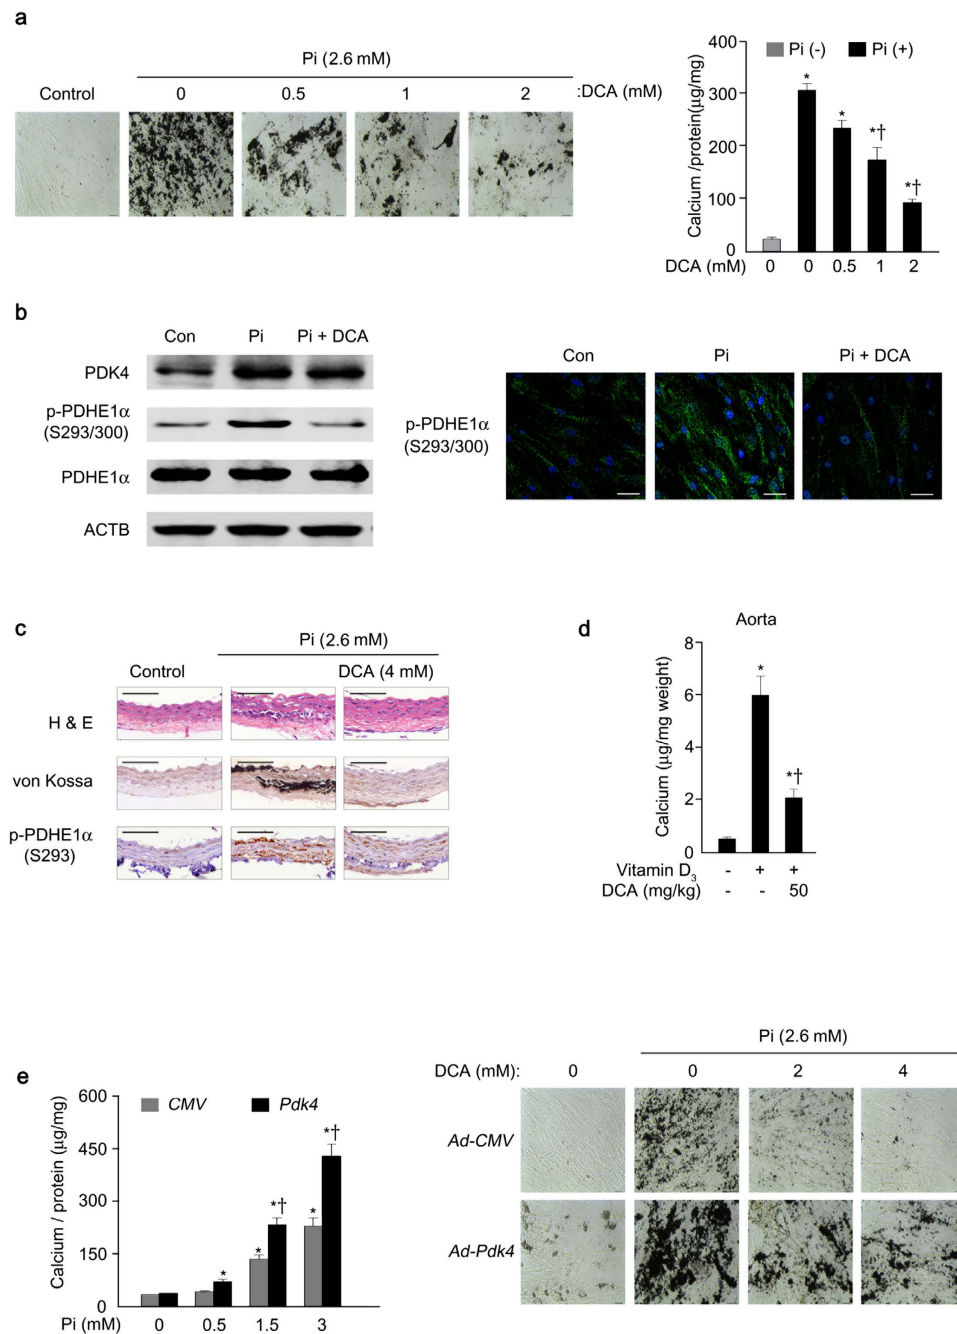 a
Pi (2.6 mM)
Control 0 0.5 1 2 :DCA (mM)
Pi (-) Pi (+)
Calcium /protein(μg/mg)
400
300
200
100
0
* * *† *†
DCA (mM) 0 0 0.5 1 2
b
Con Pi Pi + DCA
PDK4
p-PDHE1α
(S293/300)
PDHE1α
ACTB
Con Pi Pi + DCA
p-PDHE1α
(S293/300)
c
Pi (2.6 mM)
Control DCA (4 mM)
H & E
von Kossa
p-PDHE1α
(S293)
d
Aorta
Calcium (μg/mg weight)
8
6
4
2
0
* *†
Vitamin D3 - + +
DCA (mg/kg) - - 50
e
CMV Pdk4
Calcium / protein (μg/mg)
600
450
300
150
0
* * *† * *†
Pi (mM) 0 0.5 1.5 3
Pi (2.6 mM)
DCA (mM): 0 0 2 4
Ad-CMV
Ad-Pdk4